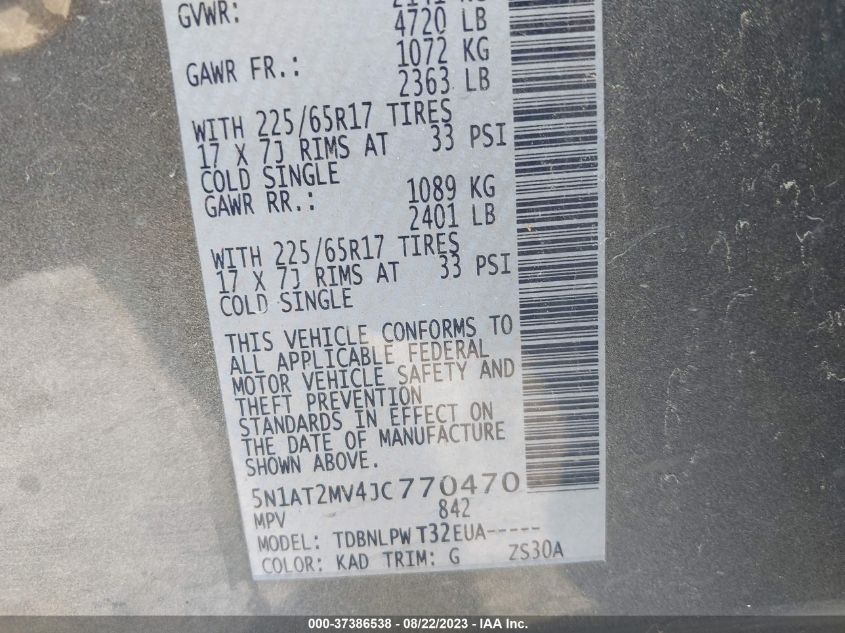 GVWR:
4720 LB
GAWR FR.: 1072 KG
2363 LB
WITH 225/65R17 TIRES
17 X 7J RIMS AT 33 PSI
COLD SINGLE
GAWR RR.: 1089 KG
2401 LB
WITH 225/65R17 TIRES
17 X 7J RIMS AT 33 PSI
COLD SINGLE
THIS VEHICLE CONFORMS TO
ALL APPLICABLE FEDERAL
MOTOR VEHICLE SAFETY AND
THEFT PREVENTION
STANDARDS IN EFFECT ON
THE DATE OF MANUFACTURE
SHOWN ABOVE.
5N1AT2MV4JC770470
MPV 842
MODEL: TDBNLPW T32EUA-----
COLOR: KAD TRIM: G ZS30A
000-37386538 - 08/22/2023 - IAA Inc.